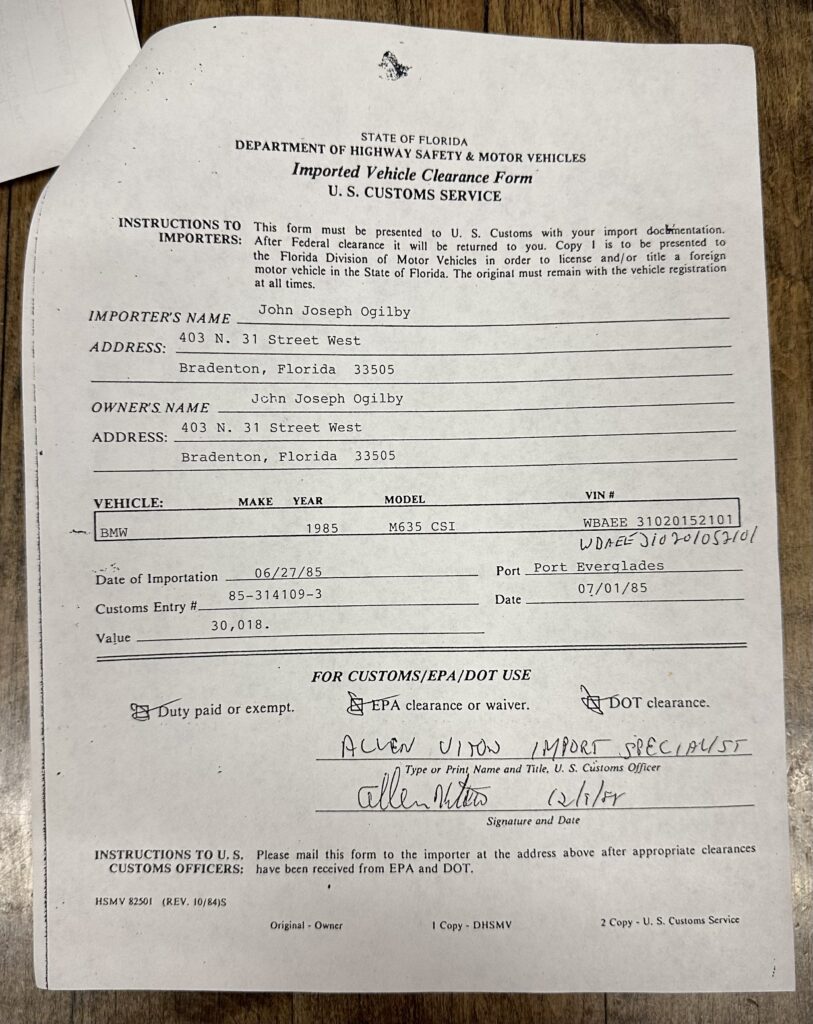 STATE OF FLORIDA
DEPARTMENT OF HIGHWAY SAFETY & MOTOR VEHICLES
Imported Vehicle Clearance Form
U. S. CUSTOMS SERVICE
INSTRUCTIONS TO IMPORTERS: This form must be presented to U. S. Customs with your import documentation.
After Federal clearance it will be returned to you. Copy 1 is to be presented to
the Florida Division of Motor Vehicles in order to license and/or title a foreign
motor vehicle in the State of Florida. The original must remain with the vehicle registration
at all times.
IMPORTER'S NAME John Joseph Ogilby
ADDRESS: 403 N. 31 Street West
Bradenton, Florida 33505
OWNER'S NAME John Joseph Ogilby
ADDRESS: 403 N. 31 Street West
Bradenton, Florida 33505
VEHICLE: MAKE YEAR MODEL VIN #
BMW 1985 M635 CSI WBAEE 31020152101
Date of Importation 06/27/85 Port Port Everglades
Customs Entry # 85-314109-3 Date 07/01/85
Value 30,018.
FOR CUSTOMS/EPA/DOT USE
Duty paid or exempt. EPA clearance or waiver. DOT clearance.
ALLEN IMPORT SPECIALIST
Type or Print Name and Title, U. S. Customs Officer
Allen
Signature and Date
INSTRUCTIONS TO U. S. CUSTOMS OFFICERS: Please mail this form to the importer at the address above after appropriate clearances
have been received from EPA and DOT.
HSMV 82501 (REV. 10/84)S
Original - Owner 1 Copy - DHSMV 2 Copy - U. S. Customs Service